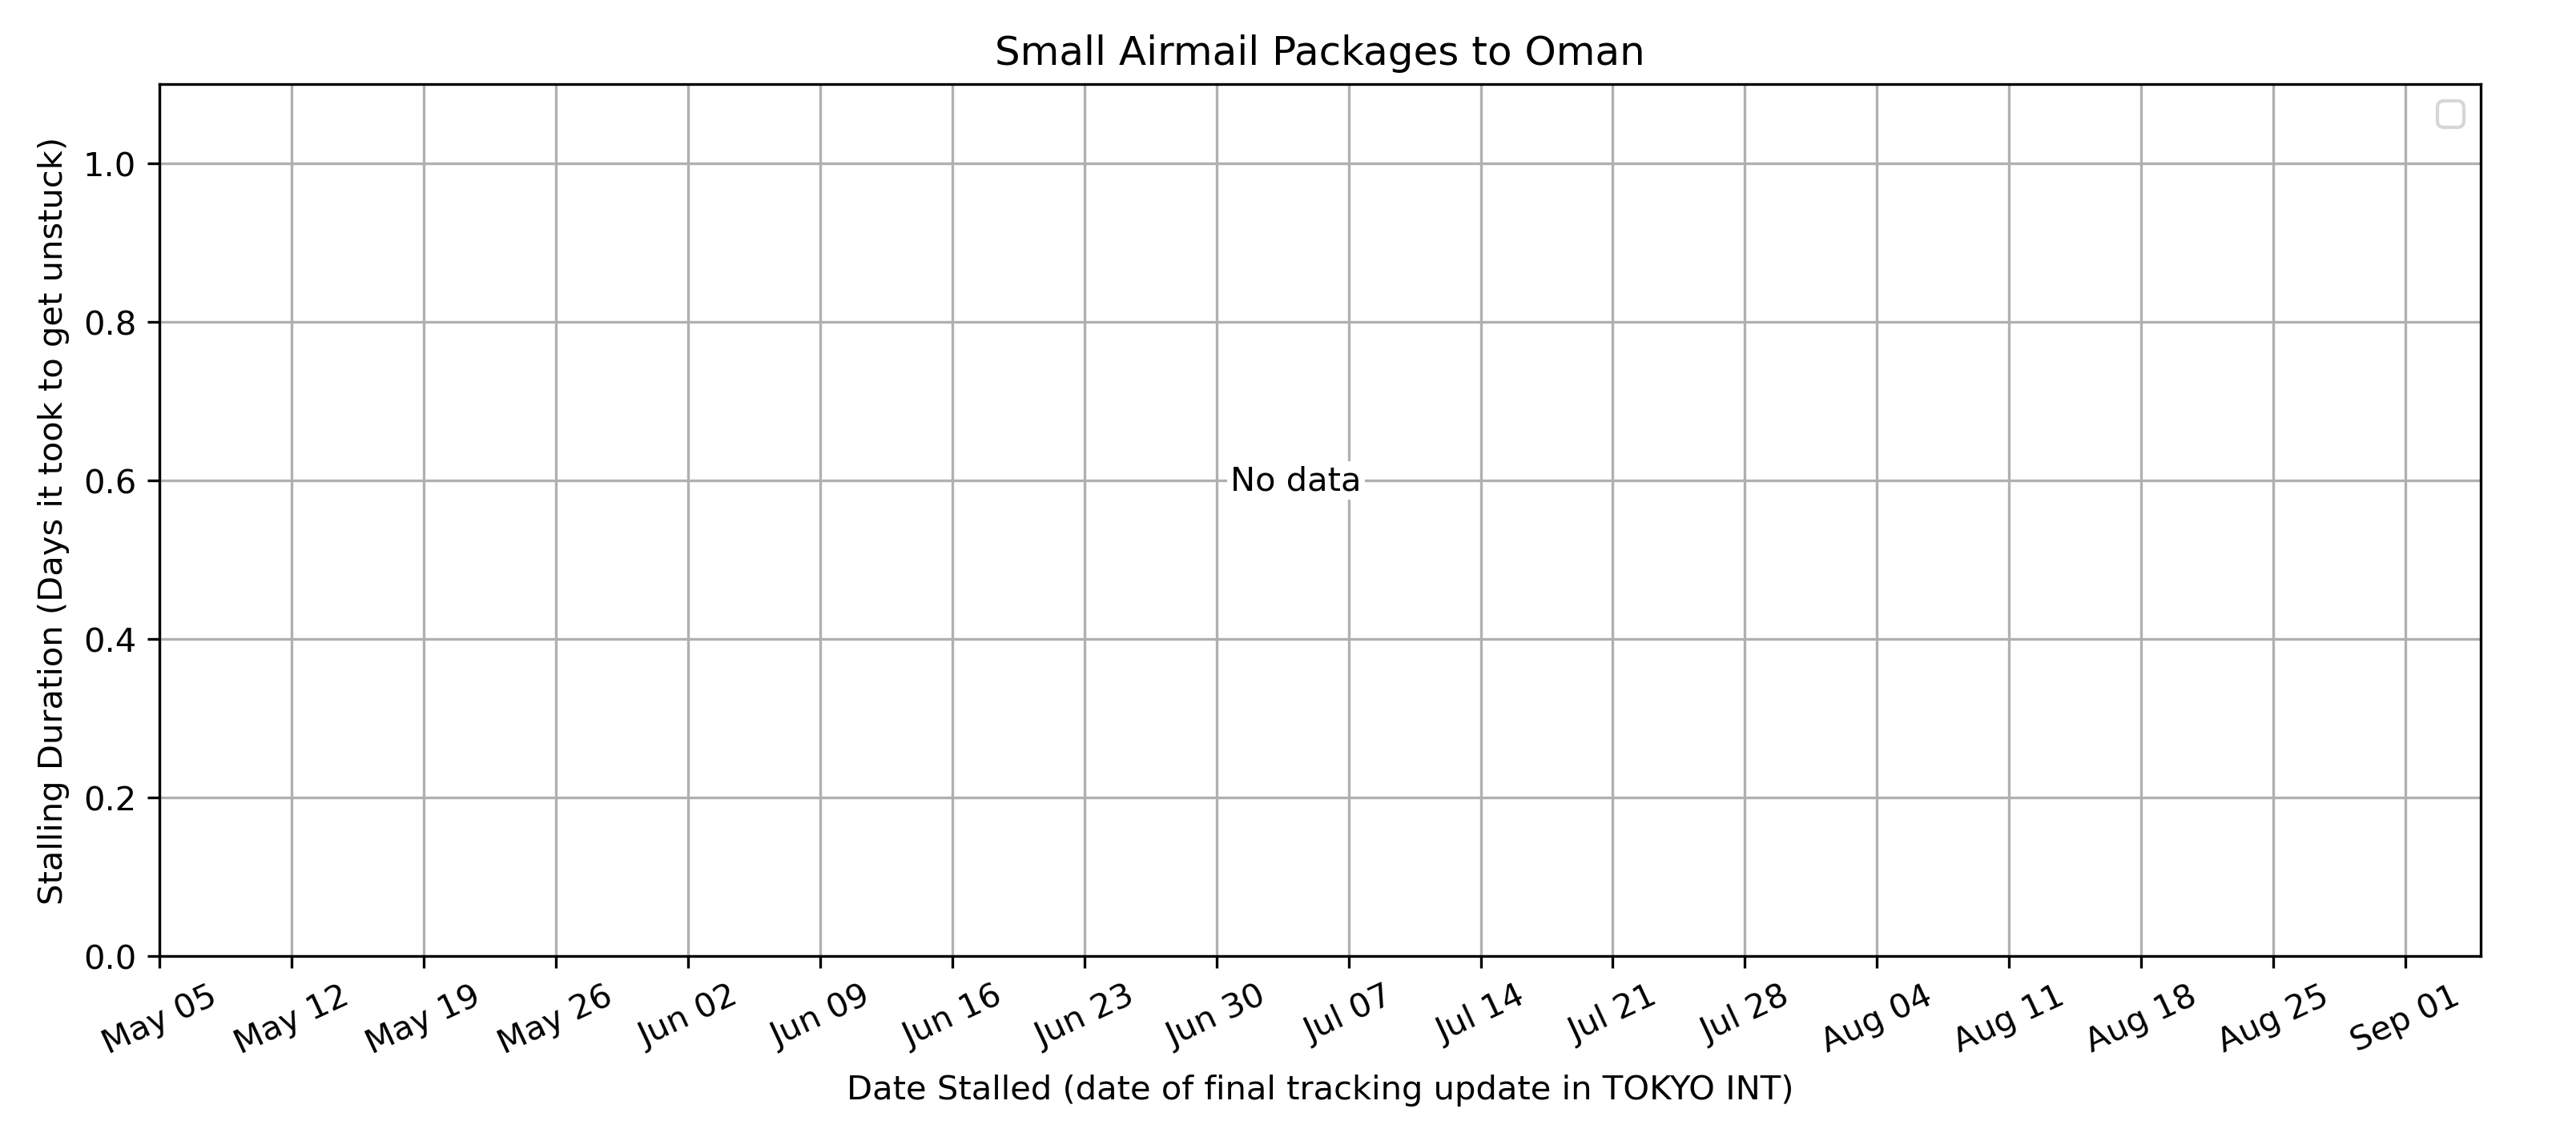 Small Airmail Packages to Oman
Stalling Duration (Days it took to get unstuck)
1.0
0.8
0.6
0.4
0.2
0.0
No data
May 05
May 12
May 19
May 26
Jun 02
Jun 09
Jun 16
Jun 23
Jun 30
Jul 07
Jul 14
Jul 21
Jul 28
Aug 04
Aug 11
Aug 18
Aug 25
Sep 01
Date Stalled (date of final tracking update in TOKYO INT)